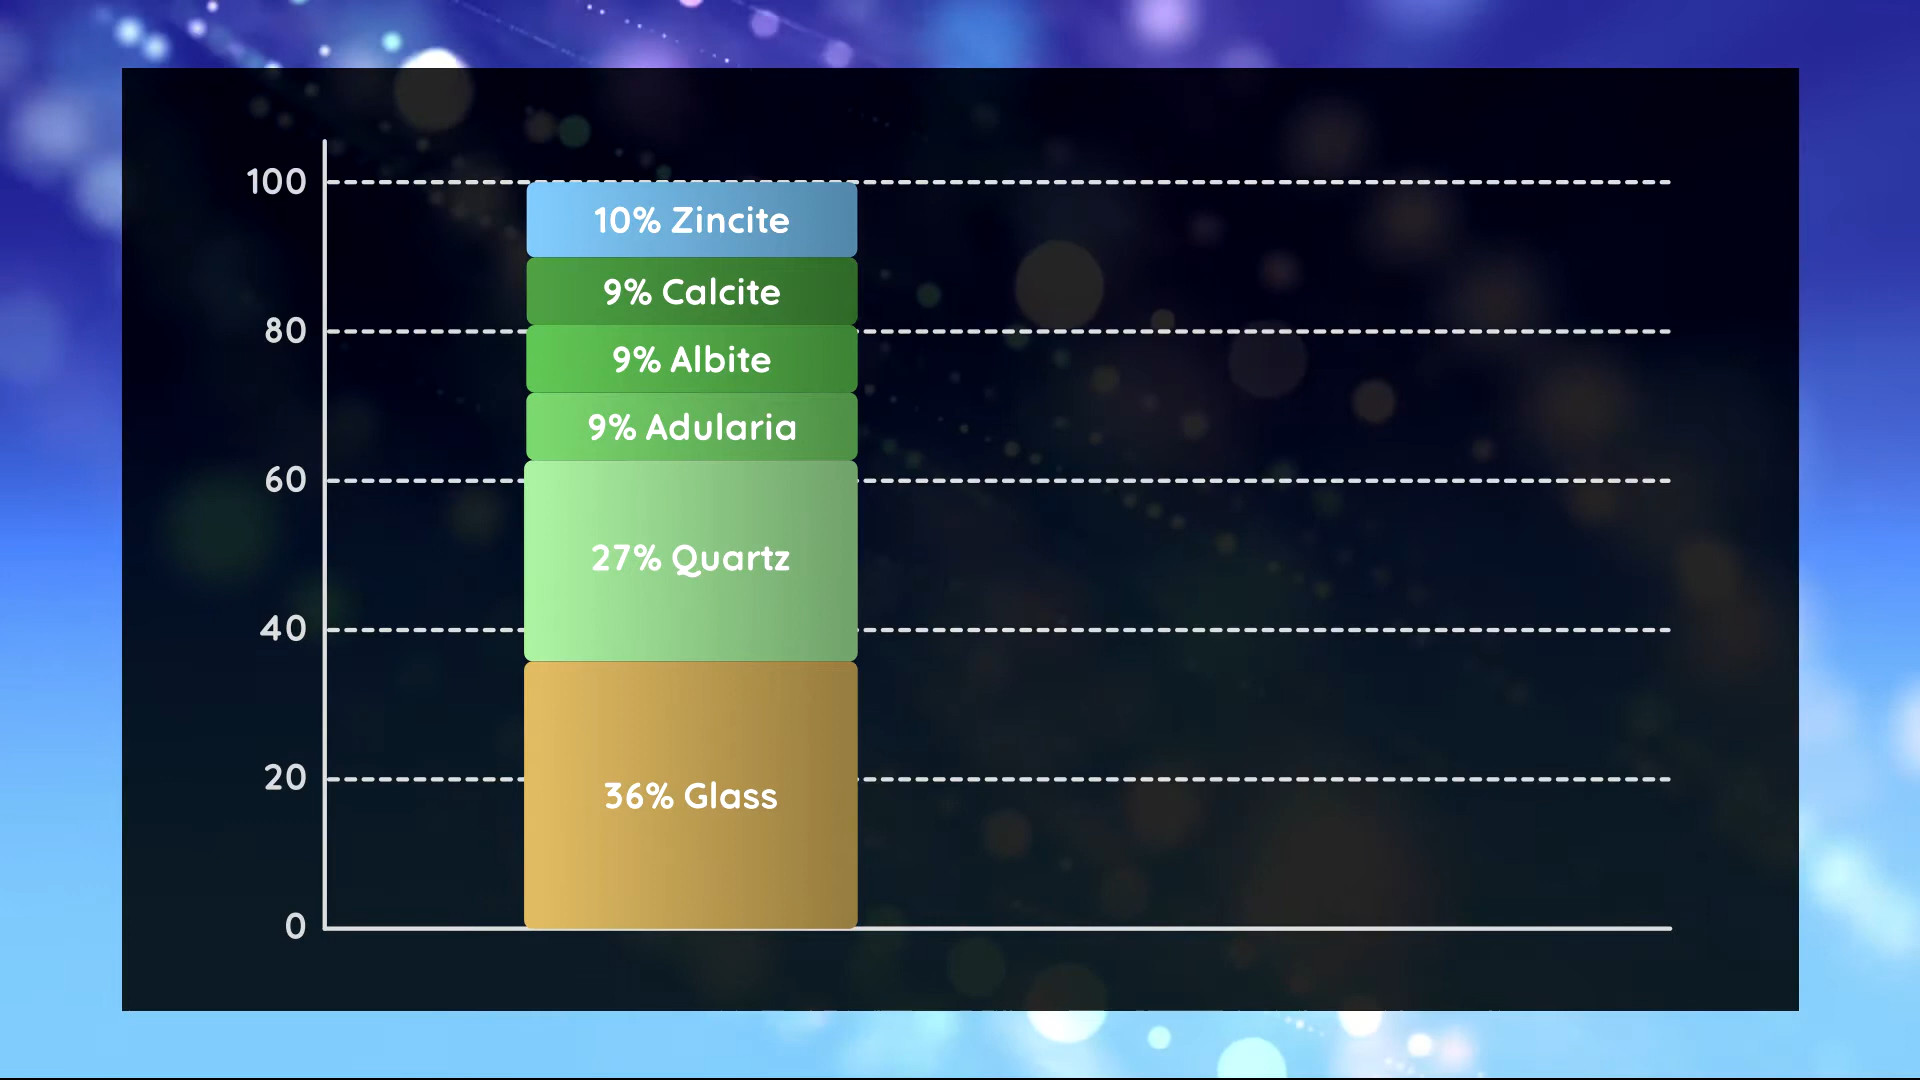 100
80
60
40
20
0
10% Zincite
9% Calcite
9% Albite
9% Adularia
27% Quartz
36% Glass